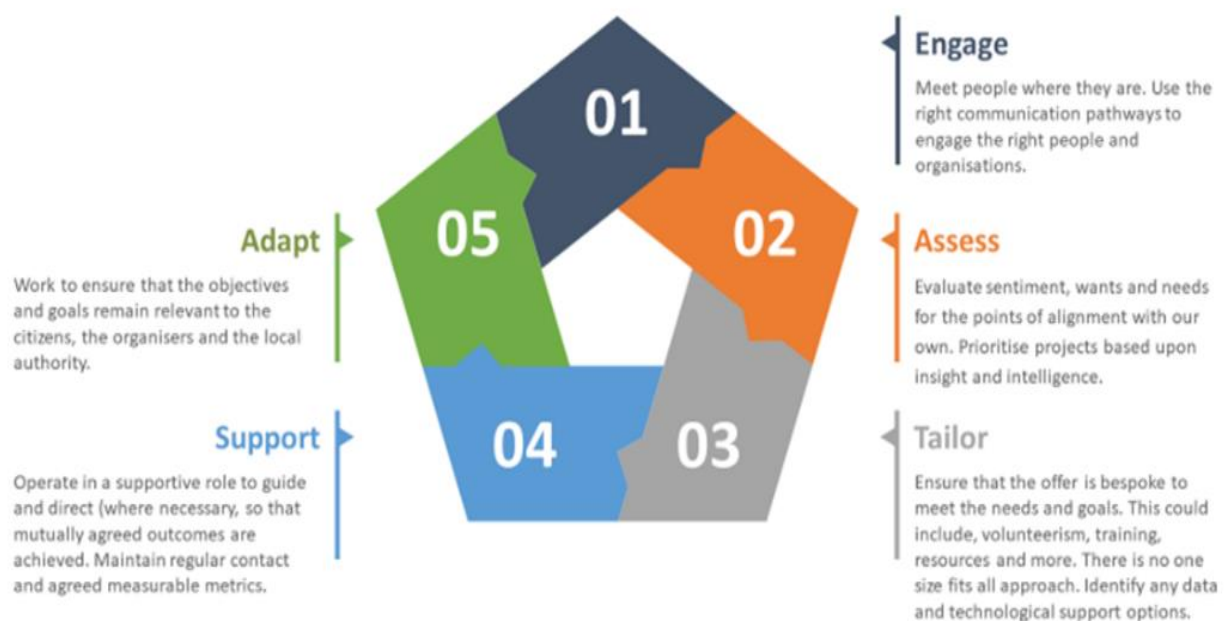 01
02
03
04
05
Engage
Meet people where they are. Use the
right communication pathways to
engage the right people and
organisations.
Assess
Evaluate sentiment, wants and needs
for the points of alignment with our
own. Prioritise projects based upon
insight and intelligence.
Tailor
Ensure that the offer is bespoke to
meet the needs and goals. This could
include, volunteerism, training,
resources and more. There is no one
size fits all approach. Identify any data
and technological support options.
Support
Operate in a supportive role to guide
and direct (where necessary, so that
mutually agreed outcomes are
achieved. Maintain regular contact
and agreed measurable metrics.
Adapt
Work to ensure that the objectives
and goals remain relevant to the
citizens, the organisers and the local
authority.